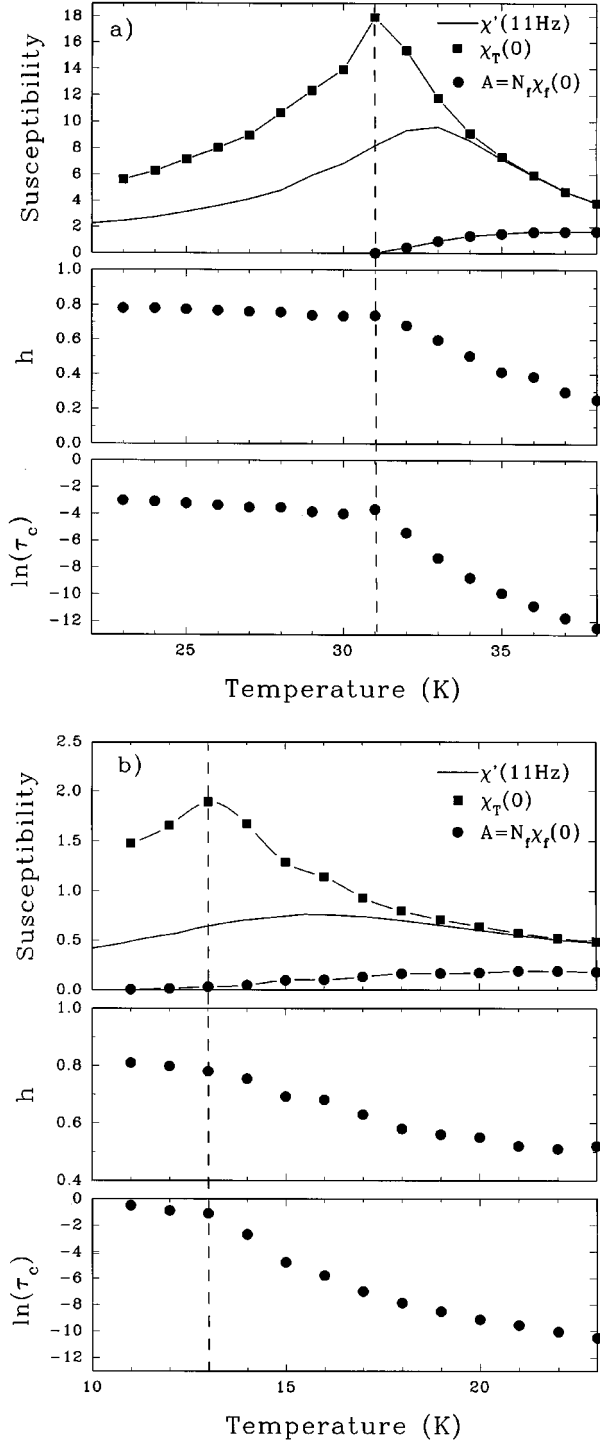 a)
χ'(11Hz)
χ_T(0)
A=N_fχ_f(0)
Susceptibility
18
16
14
12
10
8
6
4
2
0
h
1.0
0.8
0.6
0.4
0.2
0.0
ln(τ_c)
0
−2
−4
−6
−8
−10
−12
25 30 35
Temperature (K)
b)
χ'(11Hz)
χ_T(0)
A=N_fχ_f(0)
Susceptibility
2.5
2.0
1.5
1.0
0.5
0.0
h
1.0
0.8
0.6
0.4
ln(τ_c)
0
−2
−4
−6
−8
−10
−12
10 15 20
Temperature (K)